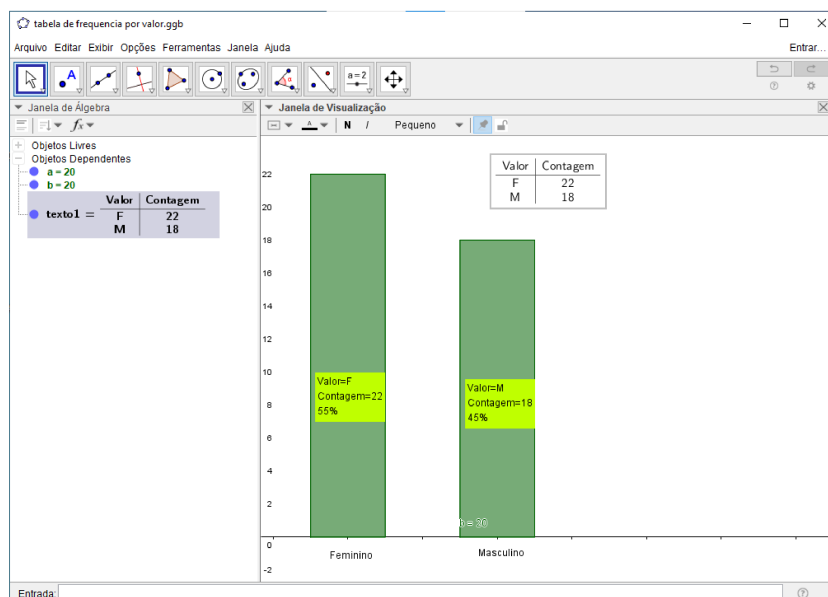 tabela de frequencia por valor.ggb
Arquivo Editar Exibir Opções Ferramentas Janela Ajuda
Entrar...
A
a=2
Janela de Álgebra
Janela de Visualização
fx
A
N I Pequeno
Objetos Livres
Objetos Dependentes
a = 20
b = 20
texto1 =
Valor Contagem
F 22
M 18
Valor Contagem
F 22
M 18
22
20
18
16
14
12
10
8
6
4
2
0
-2
Valor=F
Contagem=22
55%
Valor=M
Contagem=18
45%
b = 20
Feminino
Masculino
Entrada: